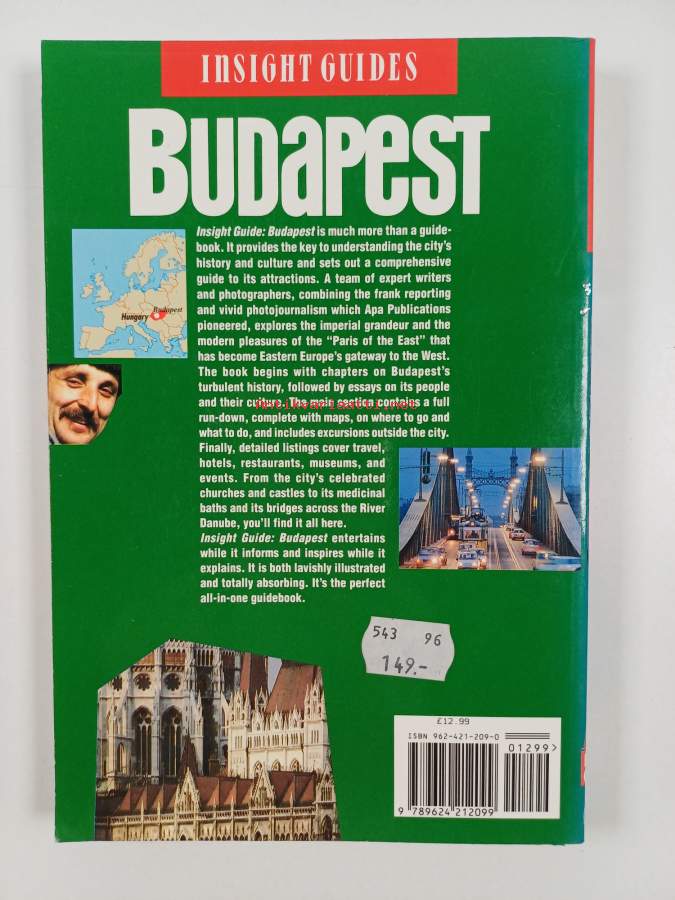 INSIGHT GUIDES
BUDAPEST
Insight Guide: Budapest is much more than a guide-
book. It provides the key to understanding the city's
history and culture and sets out a comprehensive
guide to its attractions. A team of expert writers
and photographers, combining the frank reporting
and vivid photojournalism which Apa Publications
pioneered, explores the imperial grandeur and the
modern pleasures of the "Paris of the East" that
has become Eastern Europe's gateway to the West.
The book begins with chapters on Budapest's
turbulent history, followed by essays on its people
and their culture. The main section contains a full
run-down, complete with maps, on where to go and
what to do, and includes excursions outside the city.
Finally, detailed listings cover travel,
hotels, restaurants, museums, and
events. From the city's celebrated
churches and castles to its medicinal
baths and its bridges across the River
Danube, you'll find it all here.
Insight Guide: Budapest entertains
while it informs and inspires while it
explains. It is both lavishly illustrated
and totally absorbing. It's the perfect
all-in-one guidebook.
Budapest
Hungary
antikvariaatti.net
543 96
149.-
£12.99
ISBN 962-421-209-0
01299>
9 789624 212099